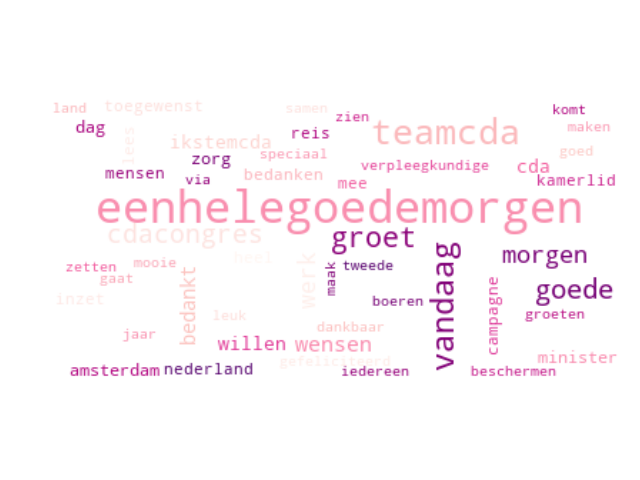 land toegewenst samen zien komt
dag lees ikstemcda reis teamcda maken
zorg speciaal goed
mensen via bedanken mee verpleegkundige cda kamerlid
eenhelegoedemorgen
cdacongres groet
zetten mooie heel werk maak tweede vandaag morgen
gaat
inzet bedankt boeren campagne goede
leuk groeten
jaar dankbaar
willen wensen
gefeliciteerd minister
amsterdam nederland iedereen beschermen